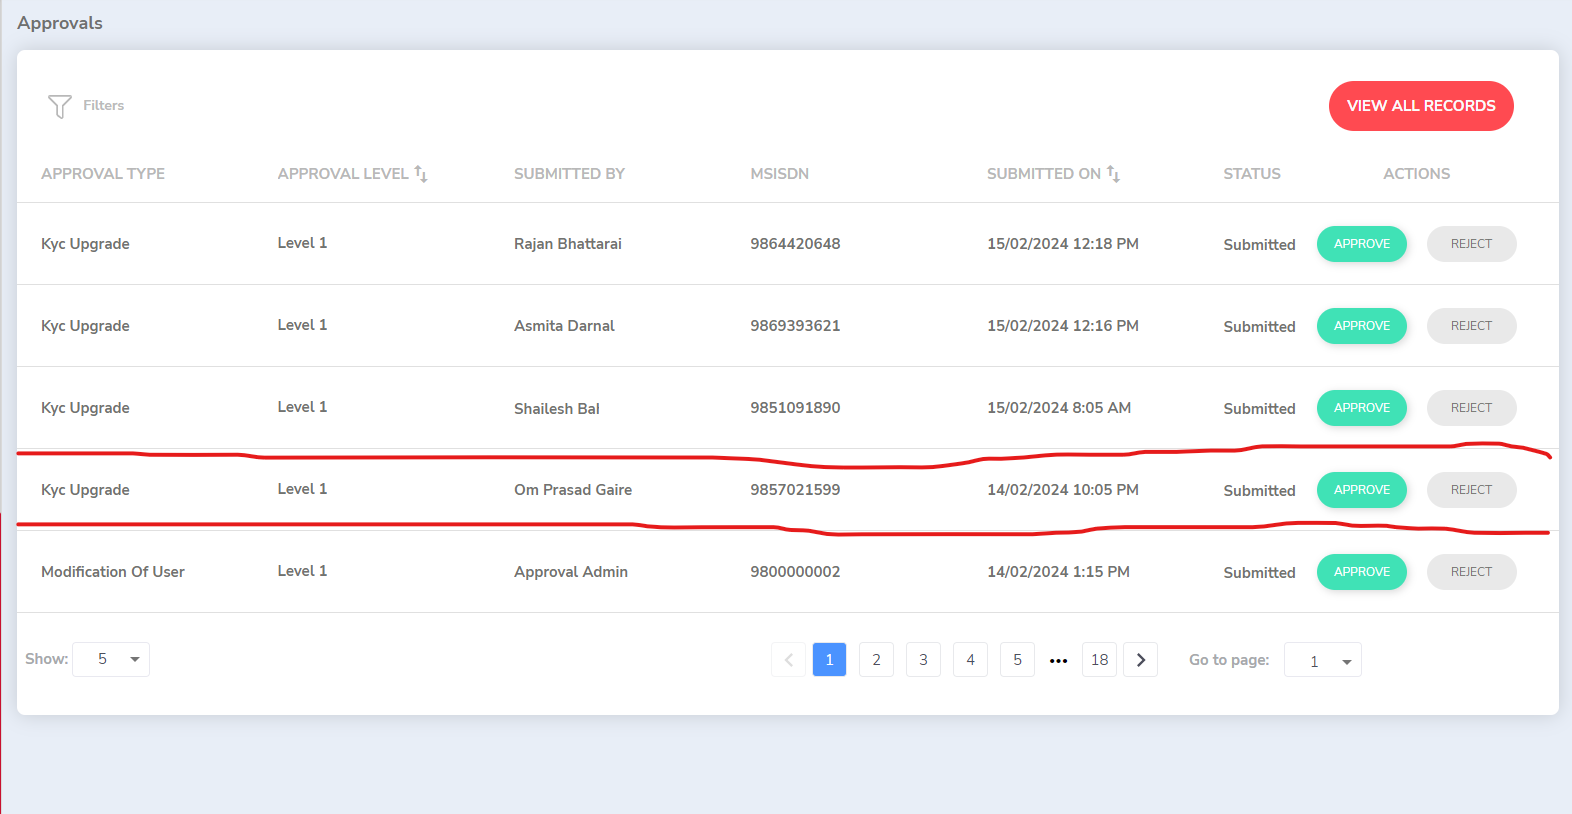 Approvals
Filters
VIEW ALL RECORDS
APPROVAL TYPE APPROVAL LEVEL SUBMITTED BY MSISDN SUBMITTED ON STATUS ACTIONS
Kyc Upgrade Level 1 Rajan Bhattarai 9864420648 15/02/2024 12:18 PM Submitted APPROVE REJECT
Kyc Upgrade Level 1 Asmita Darnal 9869393621 15/02/2024 12:16 PM Submitted APPROVE REJECT
Kyc Upgrade Level 1 Shailesh Bal 9851091890 15/02/2024 8:05 AM Submitted APPROVE REJECT
Kyc Upgrade Level 1 Om Prasad Gaire 9857021599 14/02/2024 10:05 PM Submitted APPROVE REJECT
Modification Of User Level 1 Approval Admin 9800000002 14/02/2024 1:15 PM Submitted APPROVE REJECT
Show: 5 1 2 3 4 5 ••• 18 Go to page: 1